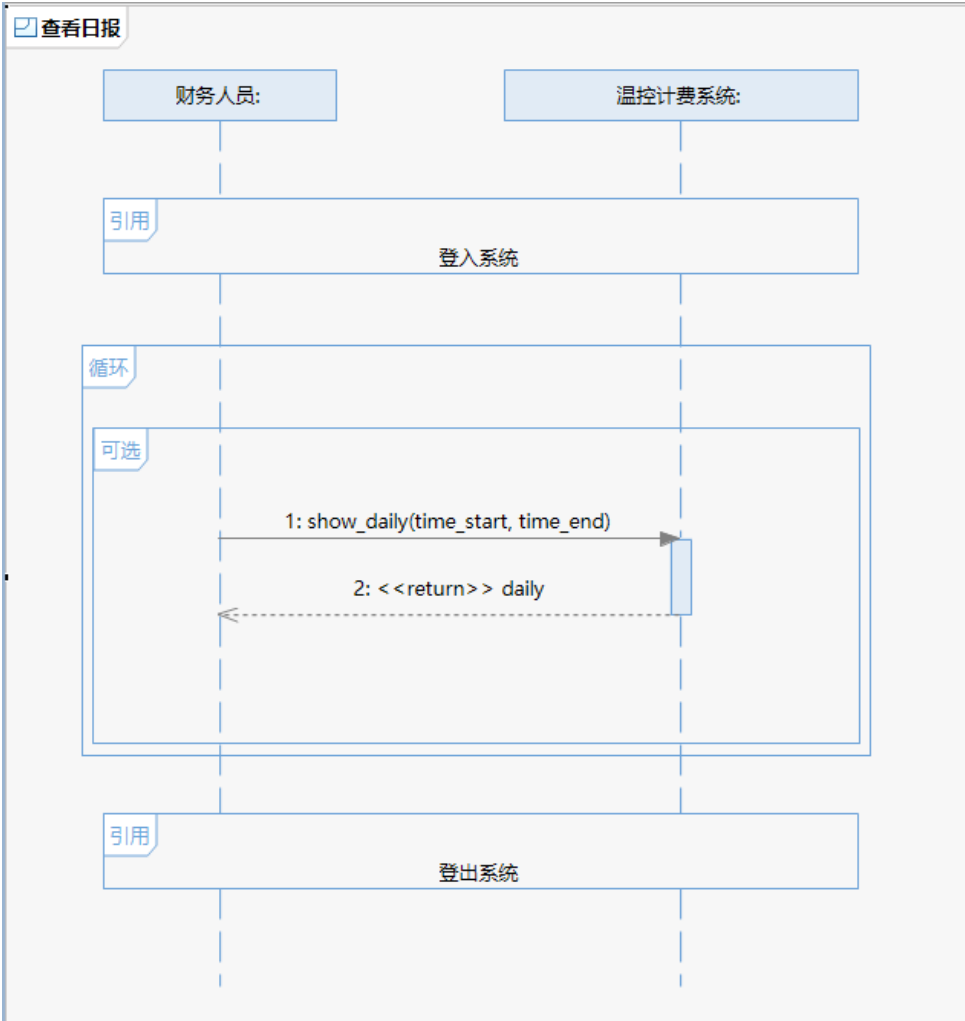 查看日报
财务人员:
温控计费系统:
引用
登入系统
循环
可选
1: show_daily(time_start, time_end)
2: <<return>> daily
引用
登出系统